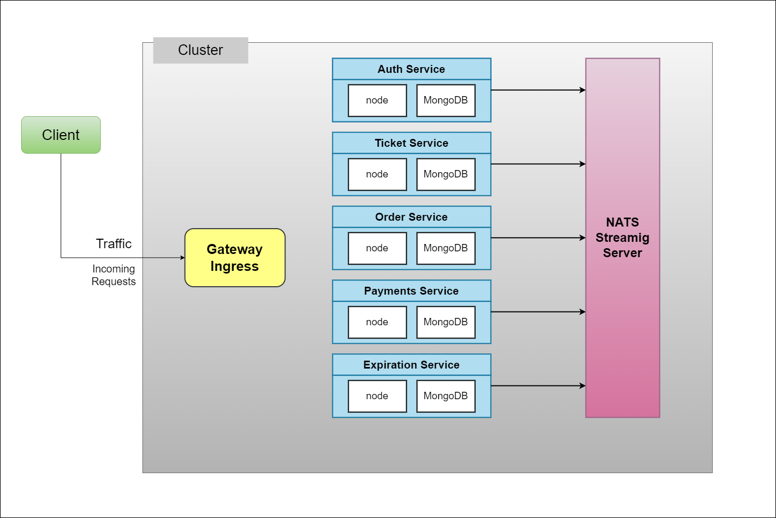 Cluster
Client
Traffic
Incoming
Requests
Gateway
Ingress
Auth Service
node
MongoDB
Ticket Service
node
MongoDB
Order Service
node
MongoDB
Payments Service
node
MongoDB
Expiration Service
node
MongoDB
NATS
Streamig
Server